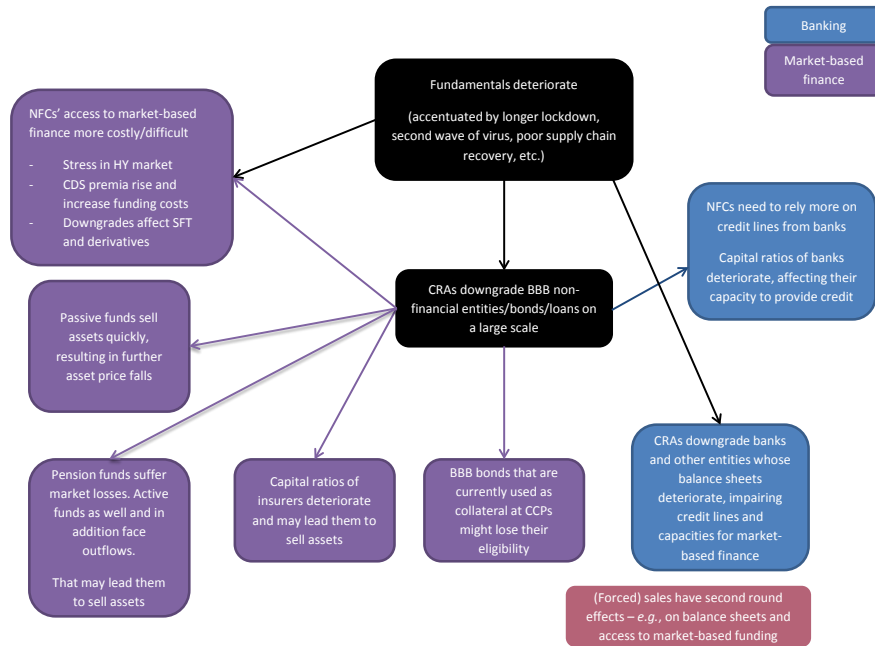 Banking
Market-based
finance
Fundamentals deteriorate
(accentuated by longer lockdown,
second wave of virus, poor supply chain
recovery, etc.)
NFCs’ access to market-based
finance more costly/difficult
- Stress in HY market
- CDS premia rise and
increase funding costs
- Downgrades affect SFT
and derivatives
NFCs need to rely more on
credit lines from banks
Capital ratios of banks
deteriorate, affecting their
capacity to provide credit
CRAs downgrade BBB non-
financial entities/bonds/loans on
a large scale
Passive funds sell
assets quickly,
resulting in further
asset price falls
Pension funds suffer
market losses. Active
funds as well and in
addition face
outflows.
That may lead them
to sell assets
Capital ratios of
insurers deteriorate
and may lead them to
sell assets
BBB bonds that are
currently used as
collateral at CCPs
might lose their
eligibility
CRAs downgrade banks
and other entities whose
balance sheets
deteriorate, impairing
credit lines and
capacities for market-
based finance
(Forced) sales have second round
effects – e.g., on balance sheets and
access to market-based funding